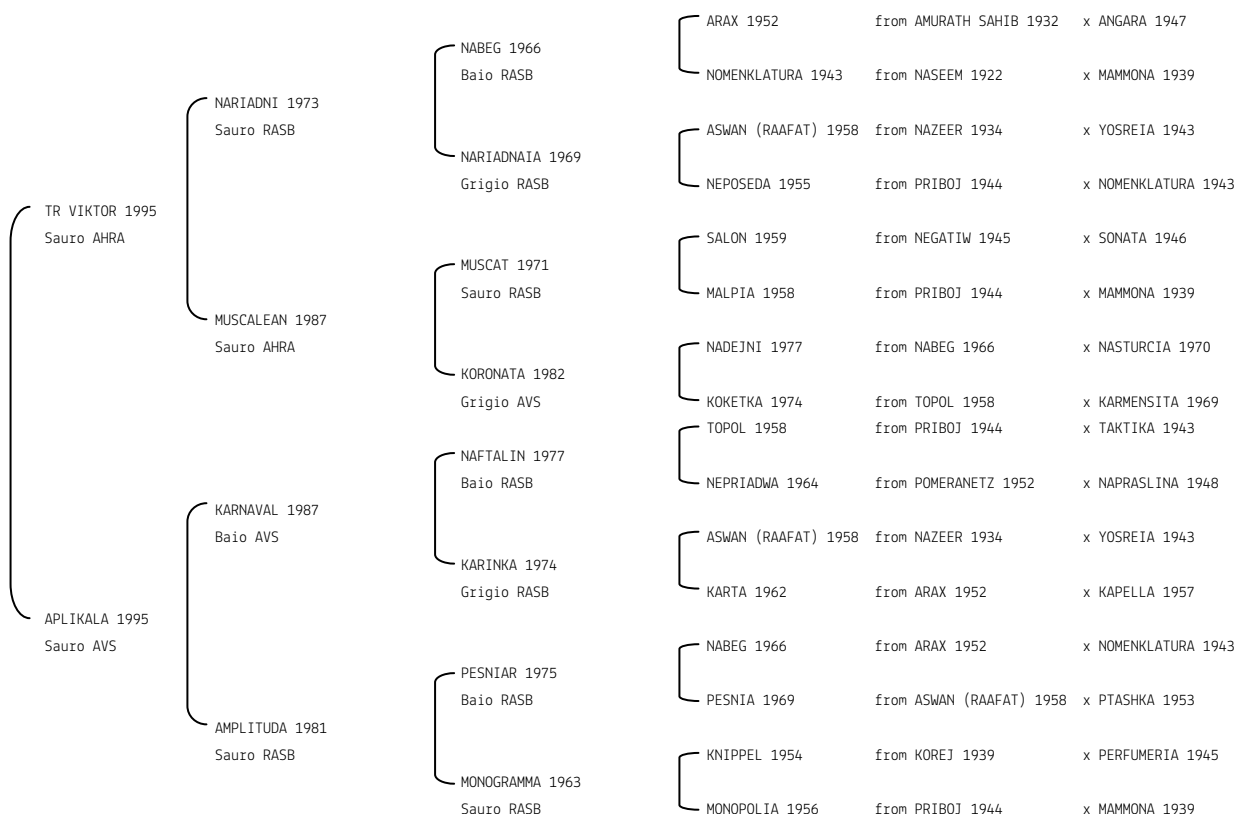 ARAX 1952 from AMURATH SAHIB 1932 x ANGARA 1947
NABEG 1966
Baio RASB
NOMENKLATURA 1943 from NASEEM 1922 x MAMMONA 1939
NARIADNI 1973
Sauro RASB
ASWAN (RAAFAT) 1958 from NAZEER 1934 x YOSREIA 1943
NARIADNAIA 1969
Grigio RASB
NEPOSEDA 1955 from PRIBOJ 1944 x NOMENKLATURA 1943
TR VIKTOR 1995
Sauro AHRA
SALON 1959 from NEGATIW 1945 x SONATA 1946
MUSCAT 1971
Sauro RASB
MALPIA 1958 from PRIBOJ 1944 x MAMMONA 1939
MUSCALEAN 1987
Sauro AHRA
NADEJNI 1977 from NABEG 1966 x NASTURCIA 1970
KORONATA 1982
Grigio AVS
KOKETKA 1974 from TOPOL 1958 x KARMENSITA 1969
TOPOL 1958 from PRIBOJ 1944 x TAKTIKA 1943
NAFTALIN 1977
Baio RASB
NEPRIADWA 1964 from POMERANETZ 1952 x NAPRASLINA 1948
KARNAVAL 1987
Baio AVS
ASWAN (RAAFAT) 1958 from NAZEER 1934 x YOSREIA 1943
KARINKA 1974
Grigio RASB
KARTA 1962 from ARAX 1952 x KAPELLA 1957
APLIKALA 1995
Sauro AVS
NABEG 1966 from ARAX 1952 x NOMENKLATURA 1943
PESNIAR 1975
Baio RASB
PESNIA 1969 from ASWAN (RAAFAT) 1958 x PTASHKA 1953
AMPLITUDA 1981
Sauro RASB
KNIPPEL 1954 from KOREJ 1939 x PERFUMERIA 1945
MONOGRAMMA 1963
Sauro RASB
MONOPOLIA 1956 from PRIBOJ 1944 x MAMMONA 1939